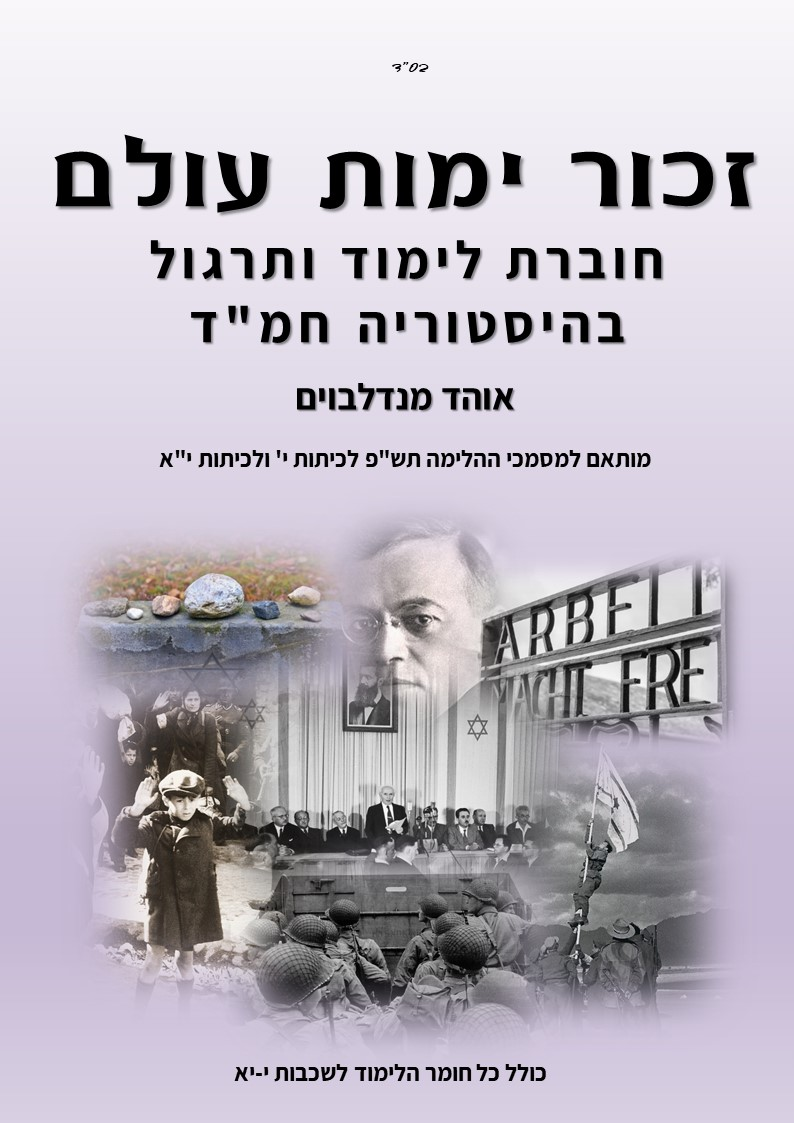 בס"ד
זכור ימות עולם
חוברת לימוד ותרגול
בהיסטוריה חמ"ד
אוהד מנדלבוים
מותאם למסמכי ההלימה תש"פ לכיתות י' ולכיתות י"א
ARBEIT
MACHT FREI
כולל כל חומר הלימוד לשכבות י-יא